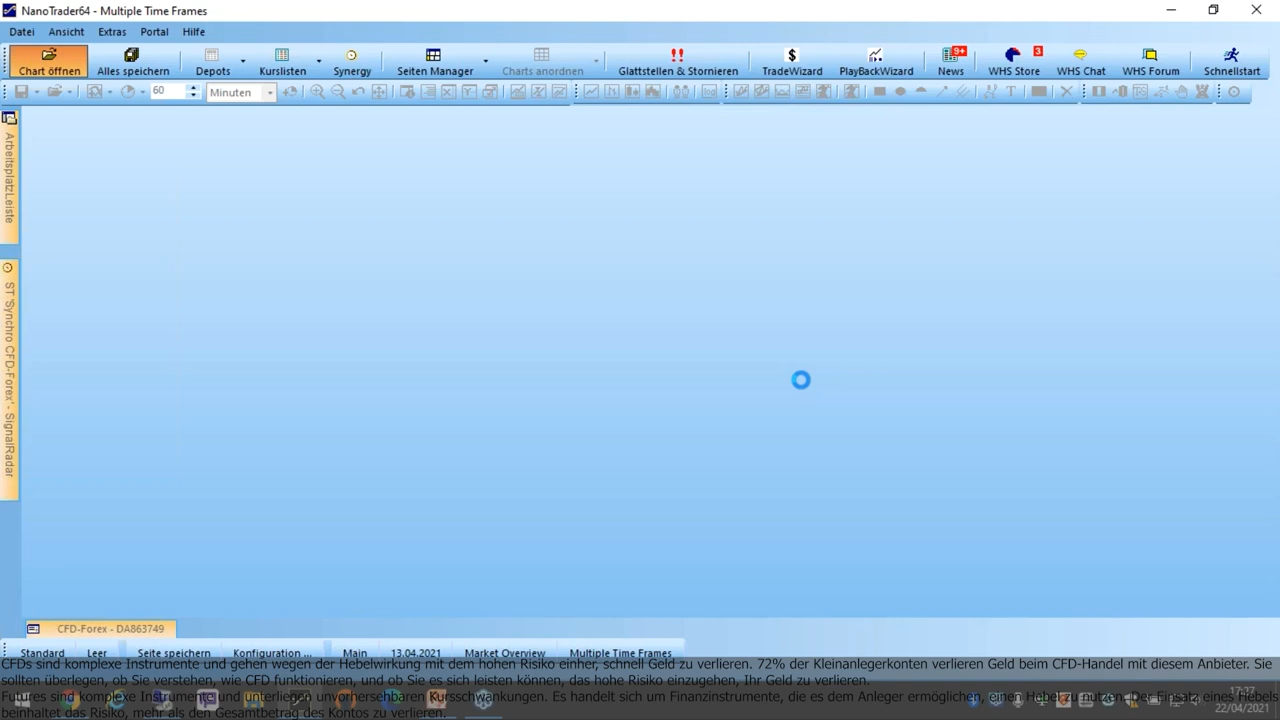 NanoTrader64 - Multiple Time Frames
Datei Ansicht Extras Portal Hilfe
Chart öffnen Alles speichern Depots Kurslisten Synergy Seiten Manager Charts anordnen Glattstellen & Stornieren TradeWizard PlayBackWizard News 9+ WHS Store 3 WHS Chat WHS Forum Schnellstart
60 Minuten
ArbeitsplatzLeiste
ST 'Synchro CFD-Forex' - SignalRadar
CFD-Forex - DA863749
Standard Leer Seite speichern Konfiguration ... Main 13.04.2021 Market Overview Multiple Time Frames
CFDs sind komplexe Instrumente und gehen wegen der Hebelwirkung mit dem hohen Risiko einher, schnell Geld zu verlieren. 72% der Kleinanlegerkonten verlieren Geld beim CFD-Handel mit diesem Anbieter. Sie
sollten überlegen, ob Sie verstehen, wie CFD funktionieren, und ob Sie es sich leisten können, das hohe Risiko einzugehen, Ihr Geld zu verlieren.
Futures sind komplexe Instrumente und unterliegen unvorhersehbaren Kursschwankungen. Es handelt sich um Finanzinstrumente, die es dem Anleger ermöglichen, einen Hebel zu nutzen. Der Einsatz eines Hebels
beinhaltet das Risiko, mehr als den Gesamtbetrag des Kontos zu verlieren.
17:37
22/04/2021